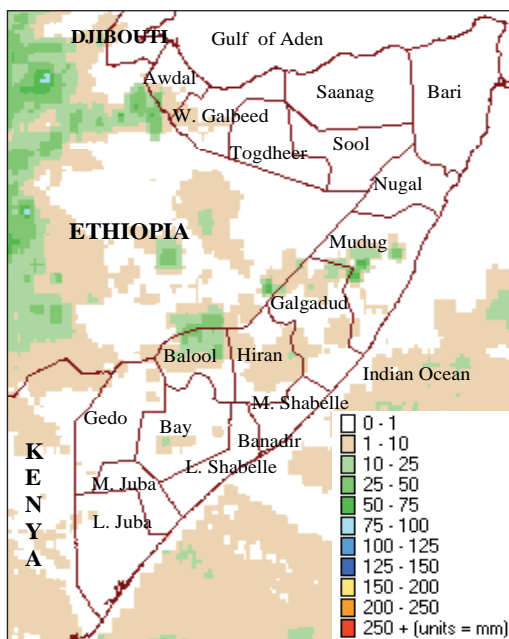 DJIBOUTI
Gulf of Aden
Awdal
Saanag
Bari
W. Galbeed
Togdheer
Sool
Nugal
ETHIOPIA
Mudug
Galgadud
Balool
Hiran
Indian Ocean
Gedo
M. Shabelle
Bay
Banadir
L. Shabelle
M. Juba
L. Juba
KENYA
0 - 1
1 - 10
10 - 25
25 - 50
50 - 75
75 - 100
100 - 125
125 - 150
150 - 200
200 - 250
250 + (units = mm)